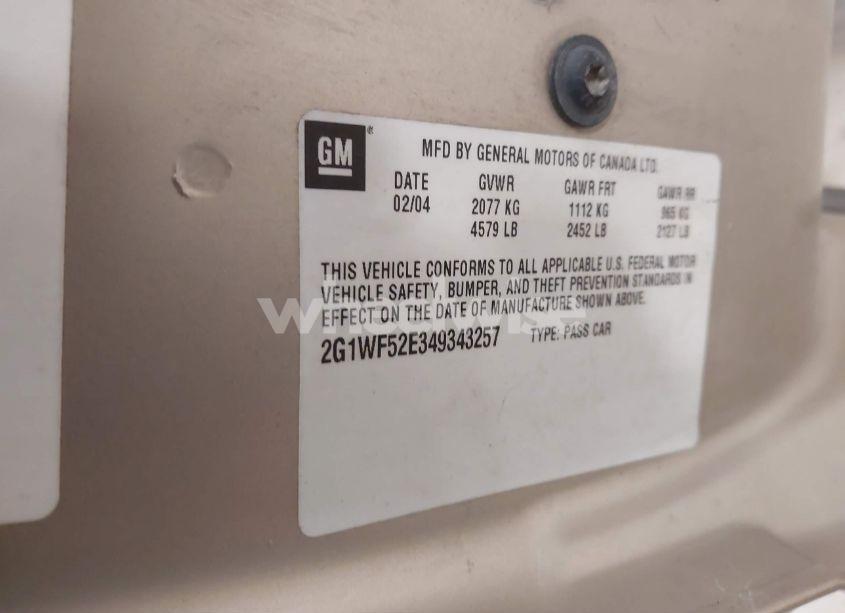 GM
MFD BY GENERAL MOTORS OF CANADA LTD.
DATE GVWR GAWR FRT GAWR RR
02/04 2077 KG 1112 KG 965 KG
4579 LB 2452 LB 2127 LB
THIS VEHICLE CONFORMS TO ALL APPLICABLE U.S. FEDERAL MOTOR
VEHICLE SAFETY, BUMPER, AND THEFT PREVENTION STANDARDS IN
EFFECT ON THE DATE OF MANUFACTURE SHOWN ABOVE.
2G1WF52E349343257 TYPE: PASS CAR